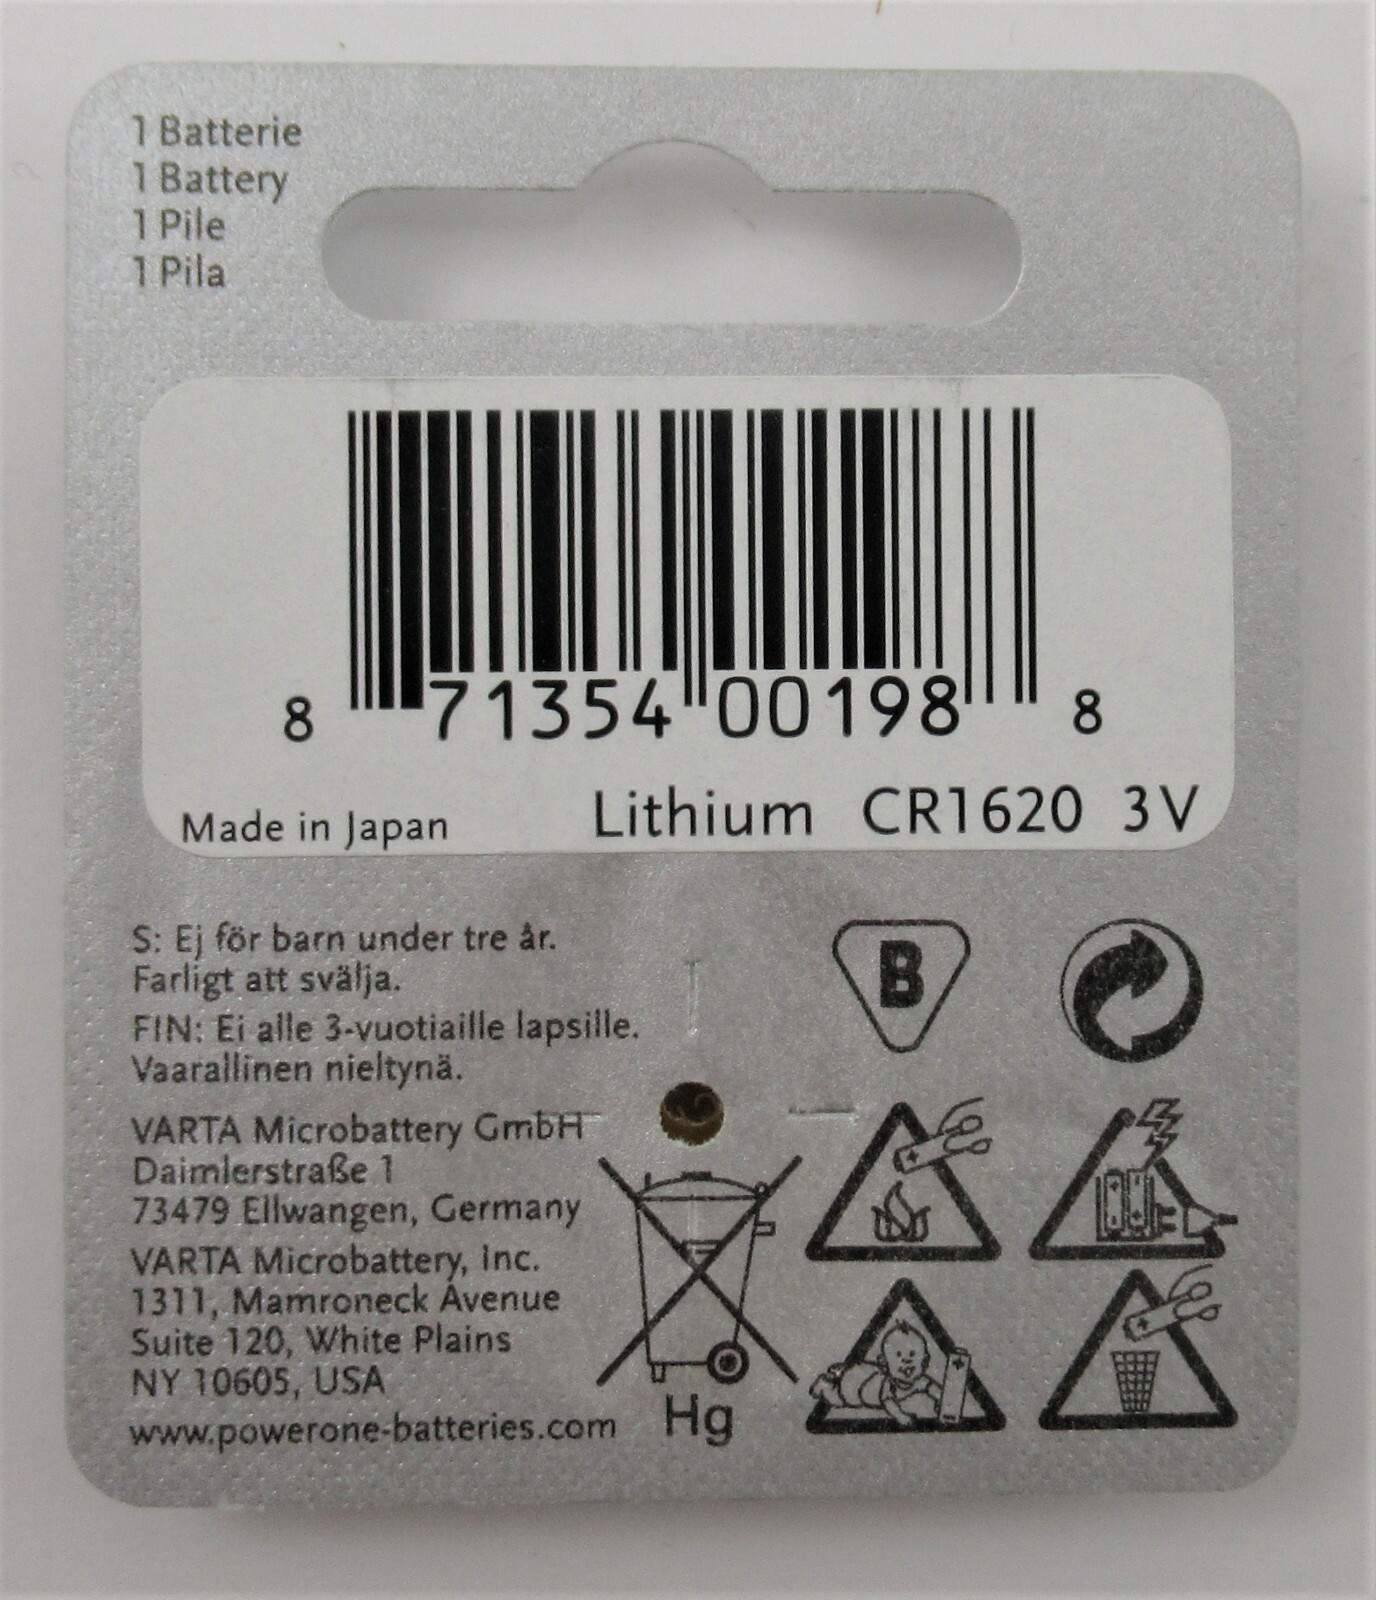 1 Batterie
1 Battery
1 Pile
1 Pila
8 71354 00198 8
Made in Japan Lithium CR1620 3V
S: Ej för barn under tre år.
Farligt att svälja.
FIN: Ei alle 3-vuotiaille lapsille.
Vaarallinen nieltynä.
VARTA Microbattery GmbH
Daimlerstraße 1
73479 Ellwangen, Germany
VARTA Microbattery, Inc.
1311, Mamroneck Avenue
Suite 120, White Plains
NY 10605, USA
www.powerone-batteries.com
B
Hg